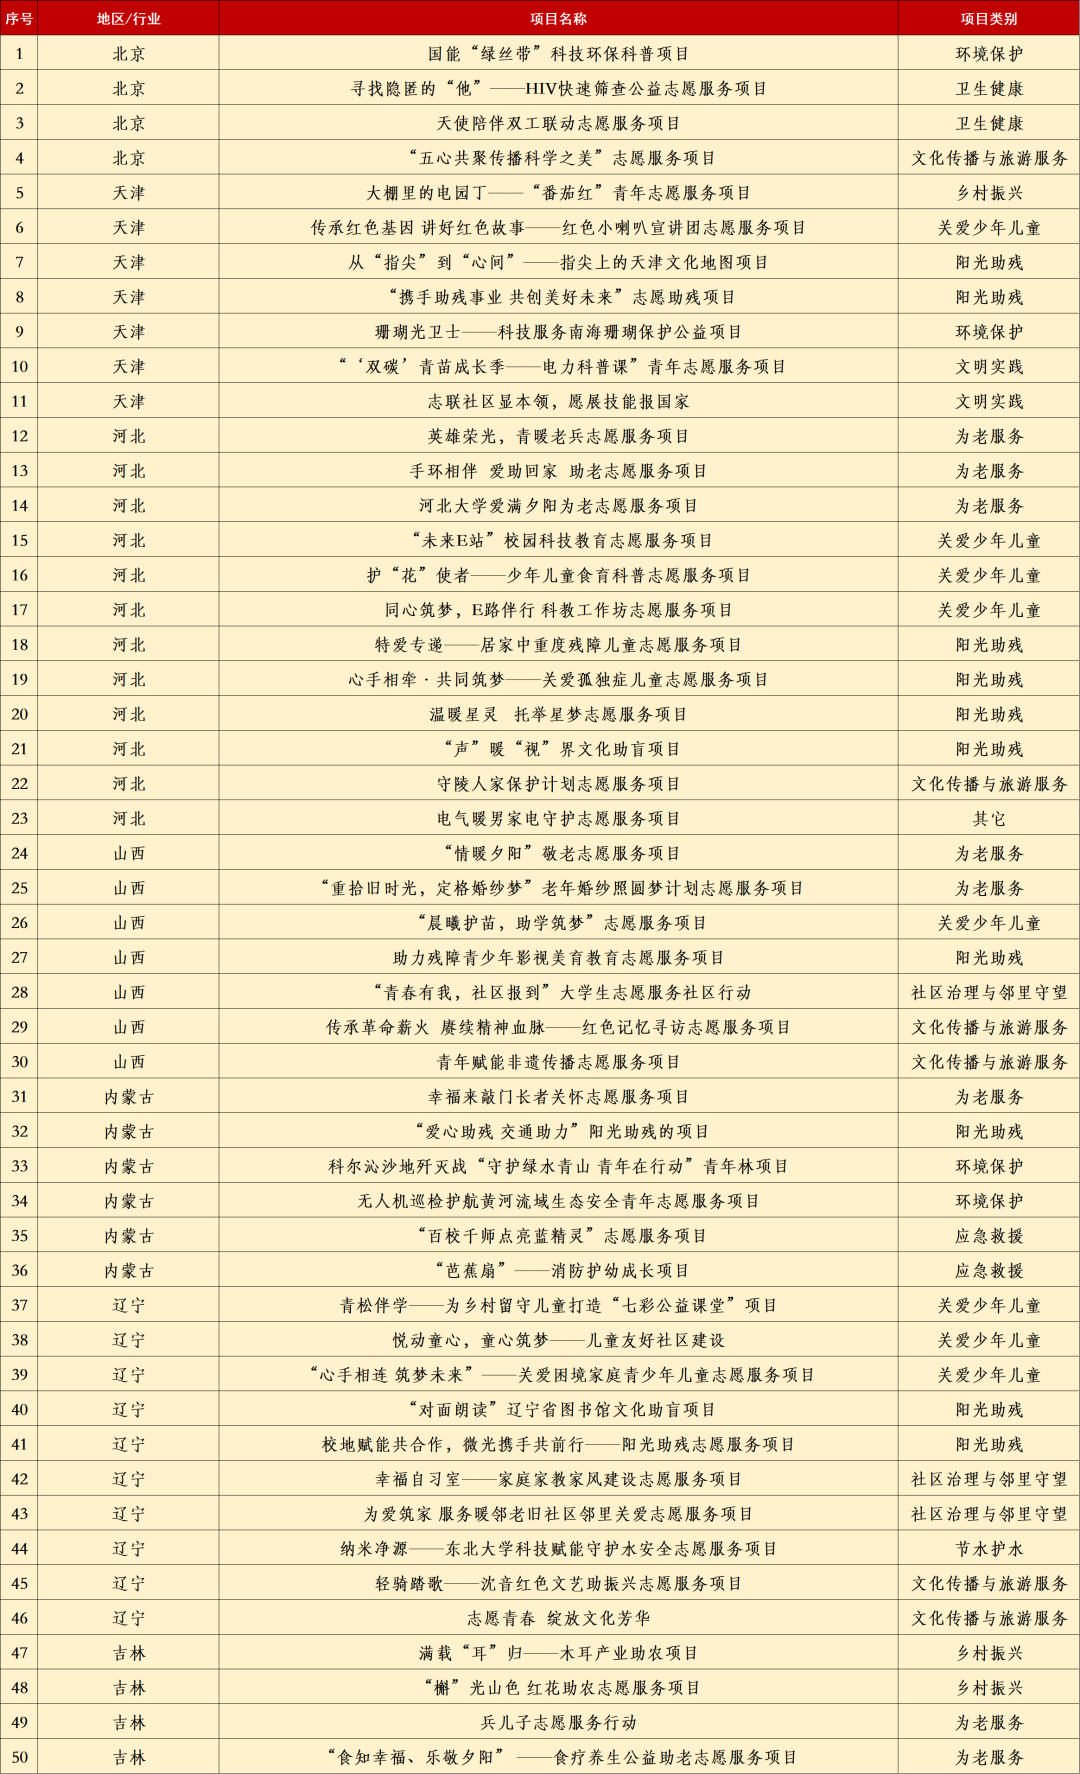 序号 地区/行业 项目名称 项目类别
1 北京 国能“绿丝带”科技环保科普项目 环境保护
2 北京 寻找隐匿的“他”——HIV快速筛查公益志愿服务项目 卫生健康
3 北京 天使陪伴双工联动志愿服务项目 卫生健康
4 北京 “五心共聚传播科学之美”志愿服务项目 文化传播与旅游服务
5 天津 大棚里的电园丁——“番茄红”青年志愿服务项目 乡村振兴
6 天津 传承红色基因 讲好红色故事——红色小喇叭宣讲团志愿服务项目 关爱少年儿童
7 天津 从“指尖”到“心间”——指尖上的天津文化地图项目 阳光助残
8 天津 “携手助残事业 共创美好未来”志愿助残项目 阳光助残
9 天津 珊瑚光卫士——科技服务南海珊瑚保护公益项目 环境保护
10 天津 “‘双碳’青苗成长季——电力科普课”青年志愿服务项目 文明实践
11 天津 志联社区显本领，愿展技能报国家 文明实践
12 河北 英雄荣光，青暖老兵志愿服务项目 为老服务
13 河北 手环相伴 爱助回家 助老志愿服务项目 为老服务
14 河北 河北大学爱满夕阳为老志愿服务项目 为老服务
15 河北 “未来E站”校园科技教育志愿服务项目 关爱少年儿童
16 河北 护“花”使者——少年儿童食育科普志愿服务项目 关爱少年儿童
17 河北 同心筑梦，E路伴行 科教工作坊志愿服务项目 关爱少年儿童
18 河北 特爱专递——居家中重度残障儿童志愿服务项目 阳光助残
19 河北 心手相牵·共同筑梦——关爱孤独症儿童志愿服务项目 阳光助残
20 河北 温暖星灵 托举星梦志愿服务项目 阳光助残
21 河北 “声”暖“视”界文化助盲项目 阳光助残
22 河北 守陵人家保护计划志愿服务项目 文化传播与旅游服务
23 河北 电气暖男家电守护志愿服务项目 其它
24 山西 “情暖夕阳”敬老志愿服务项目 为老服务
25 山西 “重拾旧时光，定格婚纱梦”老年婚纱照圆梦计划志愿服务项目 为老服务
26 山西 “晨曦护苗，助学筑梦”志愿服务项目 关爱少年儿童
27 山西 助力残障青少年影视美育教育志愿服务项目 阳光助残
28 山西 “青春有我，社区报到”大学生志愿服务社区行动 社区治理与邻里守望
29 山西 传承革命薪火 赓续精神血脉——红色记忆寻访志愿服务项目 文化传播与旅游服务
30 山西 青年赋能非遗传播志愿服务项目 文化传播与旅游服务
31 内蒙古 幸福来敲门长者关怀志愿服务项目 为老服务
32 内蒙古 “爱心助残 交通助力”阳光助残的项目 阳光助残
33 内蒙古 科尔沁沙地歼灭战“守护绿水青山 青年在行动”青年林项目 环境保护
34 内蒙古 无人机巡检护航黄河流域生态安全青年志愿服务项目 环境保护
35 内蒙古 “百校千师点亮蓝精灵”志愿服务项目 应急救援
36 内蒙古 “芭蕉扇”——消防护幼成长项目 应急救援
37 辽宁 青松伴学——为乡村留守儿童打造“七彩公益课堂”项目 关爱少年儿童
38 辽宁 悦动童心，童心筑梦——儿童友好社区建设 关爱少年儿童
39 辽宁 “心手相连 筑梦未来”——关爱困境家庭青少年儿童志愿服务项目 关爱少年儿童
40 辽宁 “对面朗读”辽宁省图书馆文化助盲项目 阳光助残
41 辽宁 校地赋能共合作，微光携手共前行——阳光助残志愿服务项目 阳光助残
42 辽宁 幸福自习室——家庭家教家风建设志愿服务项目 社区治理与邻里守望
43 辽宁 为爱筑家 服务暖邻老旧社区邻里关爱志愿服务项目 社区治理与邻里守望
44 辽宁 纳米净源——东北大学科技赋能守护水安全志愿服务项目 节水护水
45 辽宁 轻骑踏歌——沈音红色文艺助振兴志愿服务项目 文化传播与旅游服务
46 辽宁 志愿青春 绽放文化芳华 文化传播与旅游服务
47 吉林 满载“耳”归——木耳产业助农项目 乡村振兴
48 吉林 “槲”光山色 红花助农志愿服务项目 乡村振兴
49 吉林 兵儿子志愿服务行动 为老服务
50 吉林 “食知幸福、乐敬夕阳” ——食疗养生公益助老志愿服务项目 为老服务